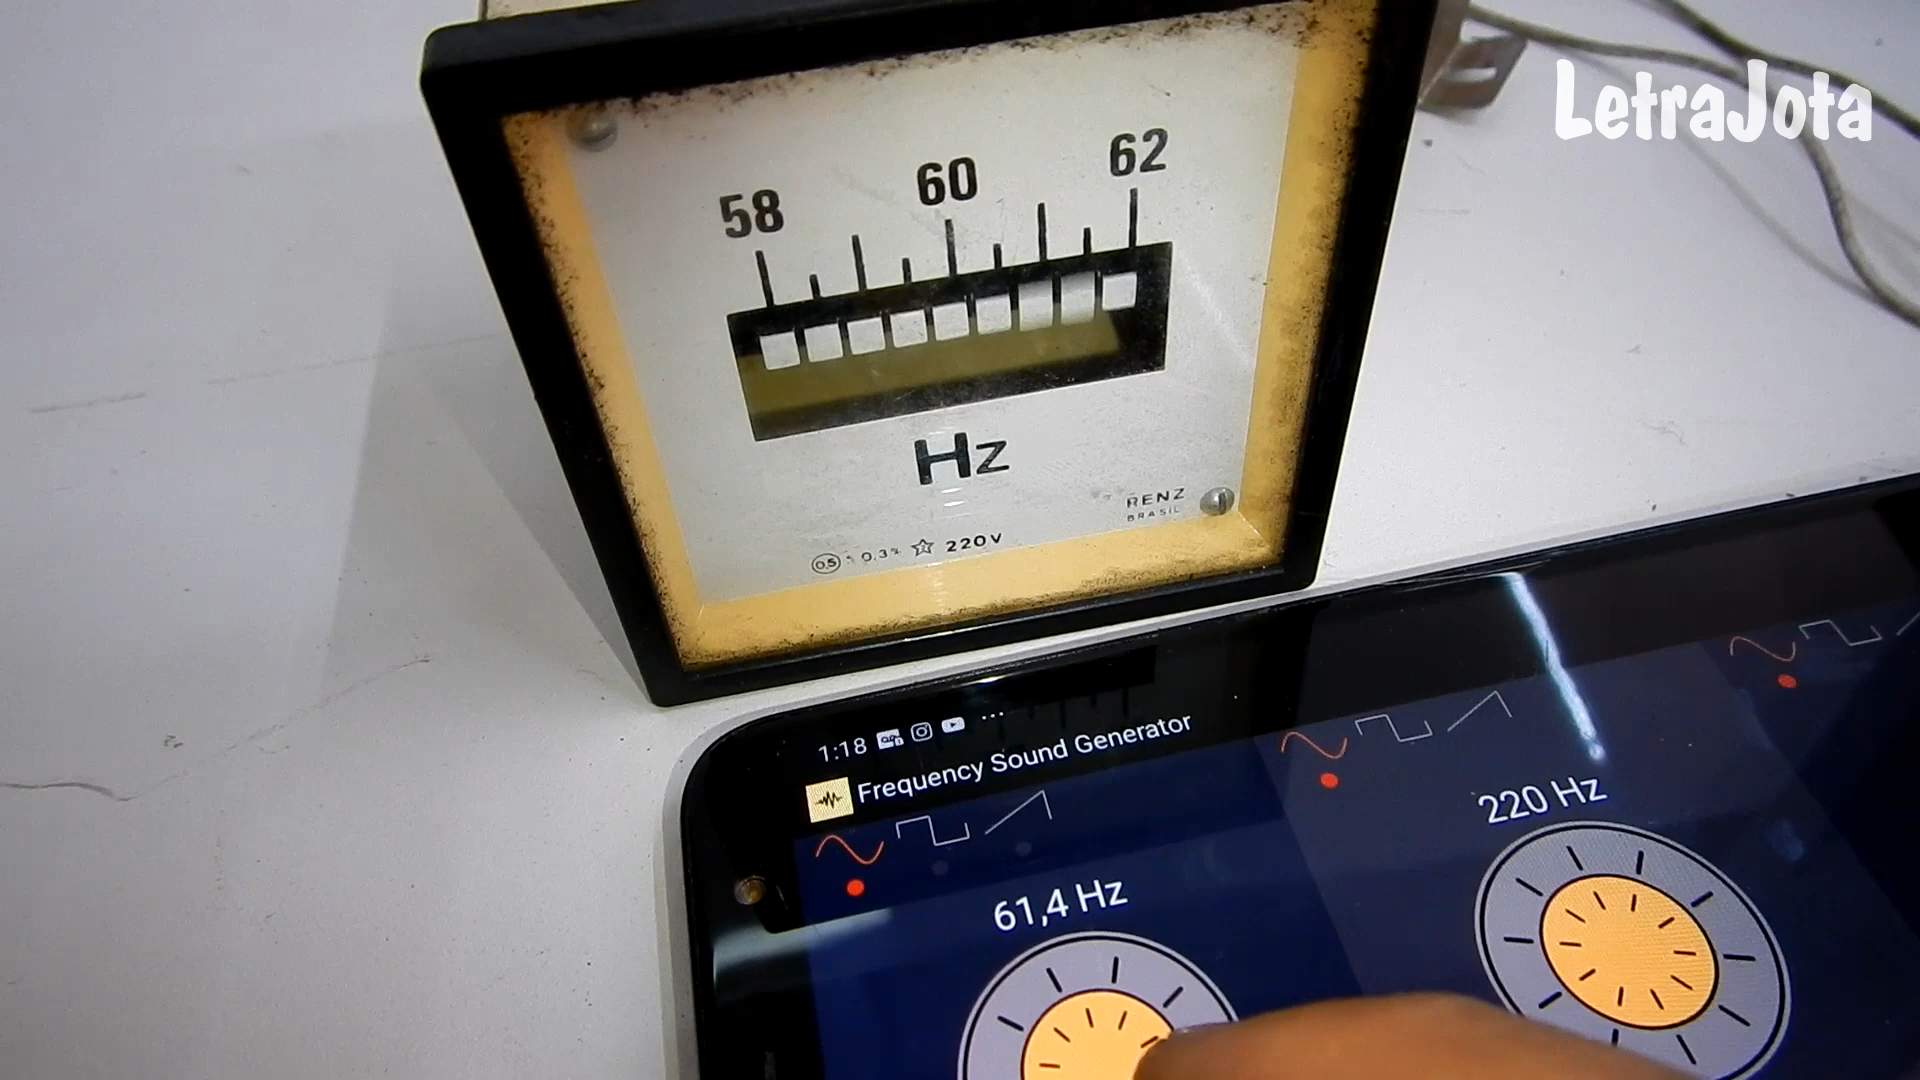 LetraJota
58 60 62
Hz
RENZ
BRASIL
0.5 0.3% 220V
1:18
Frequency Sound Generator
220 Hz
61,4 Hz